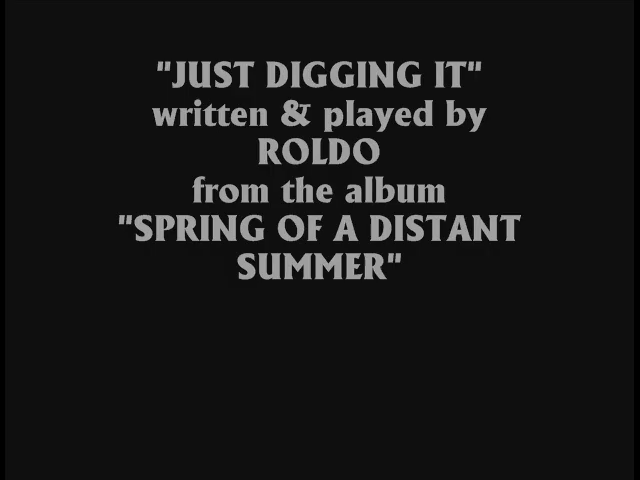 "JUST DIGGING IT"
written & played by
ROLDO
from the album
"SPRING OF A DISTANT
SUMMER"